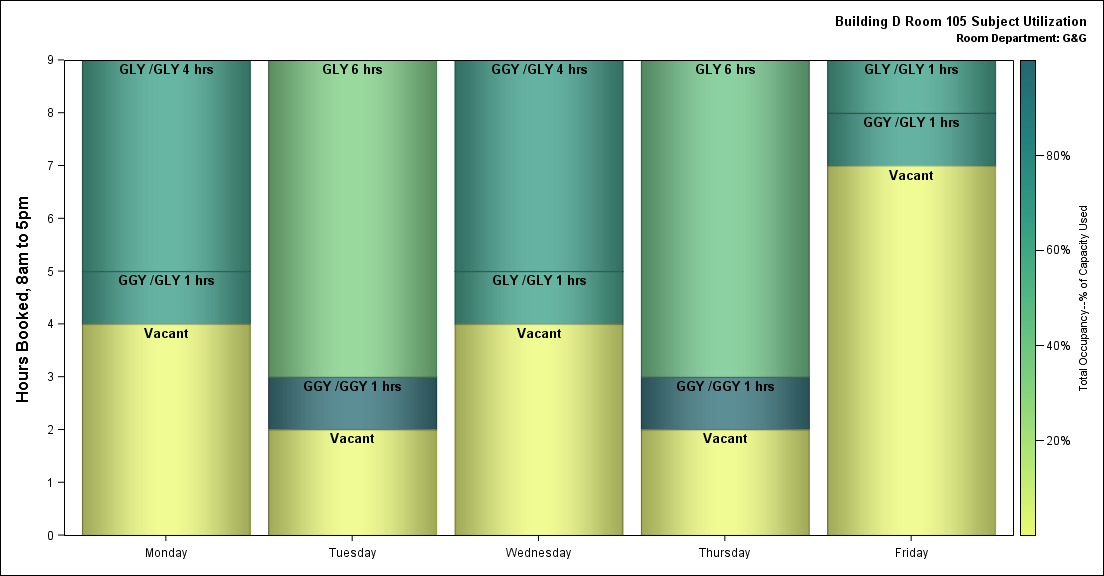 Building D Room 105 Subject Utilization
Room Department: G&G
Hours Booked, 8am to 5pm
9
8
7
6
5
4
3
2
1
0
GLY /GLY 4 hrs
GGY /GLY 1 hrs
Vacant
GLY 6 hrs
GGY /GGY 1 hrs
Vacant
GGY /GLY 4 hrs
GLY /GLY 1 hrs
Vacant
GLY 6 hrs
GGY /GGY 1 hrs
Vacant
GLY /GLY 1 hrs
GGY /GLY 1 hrs
Vacant
Monday
Tuesday
Wednesday
Thursday
Friday
80%
60%
40%
20%
Total Occupancy--% of Capacity Used